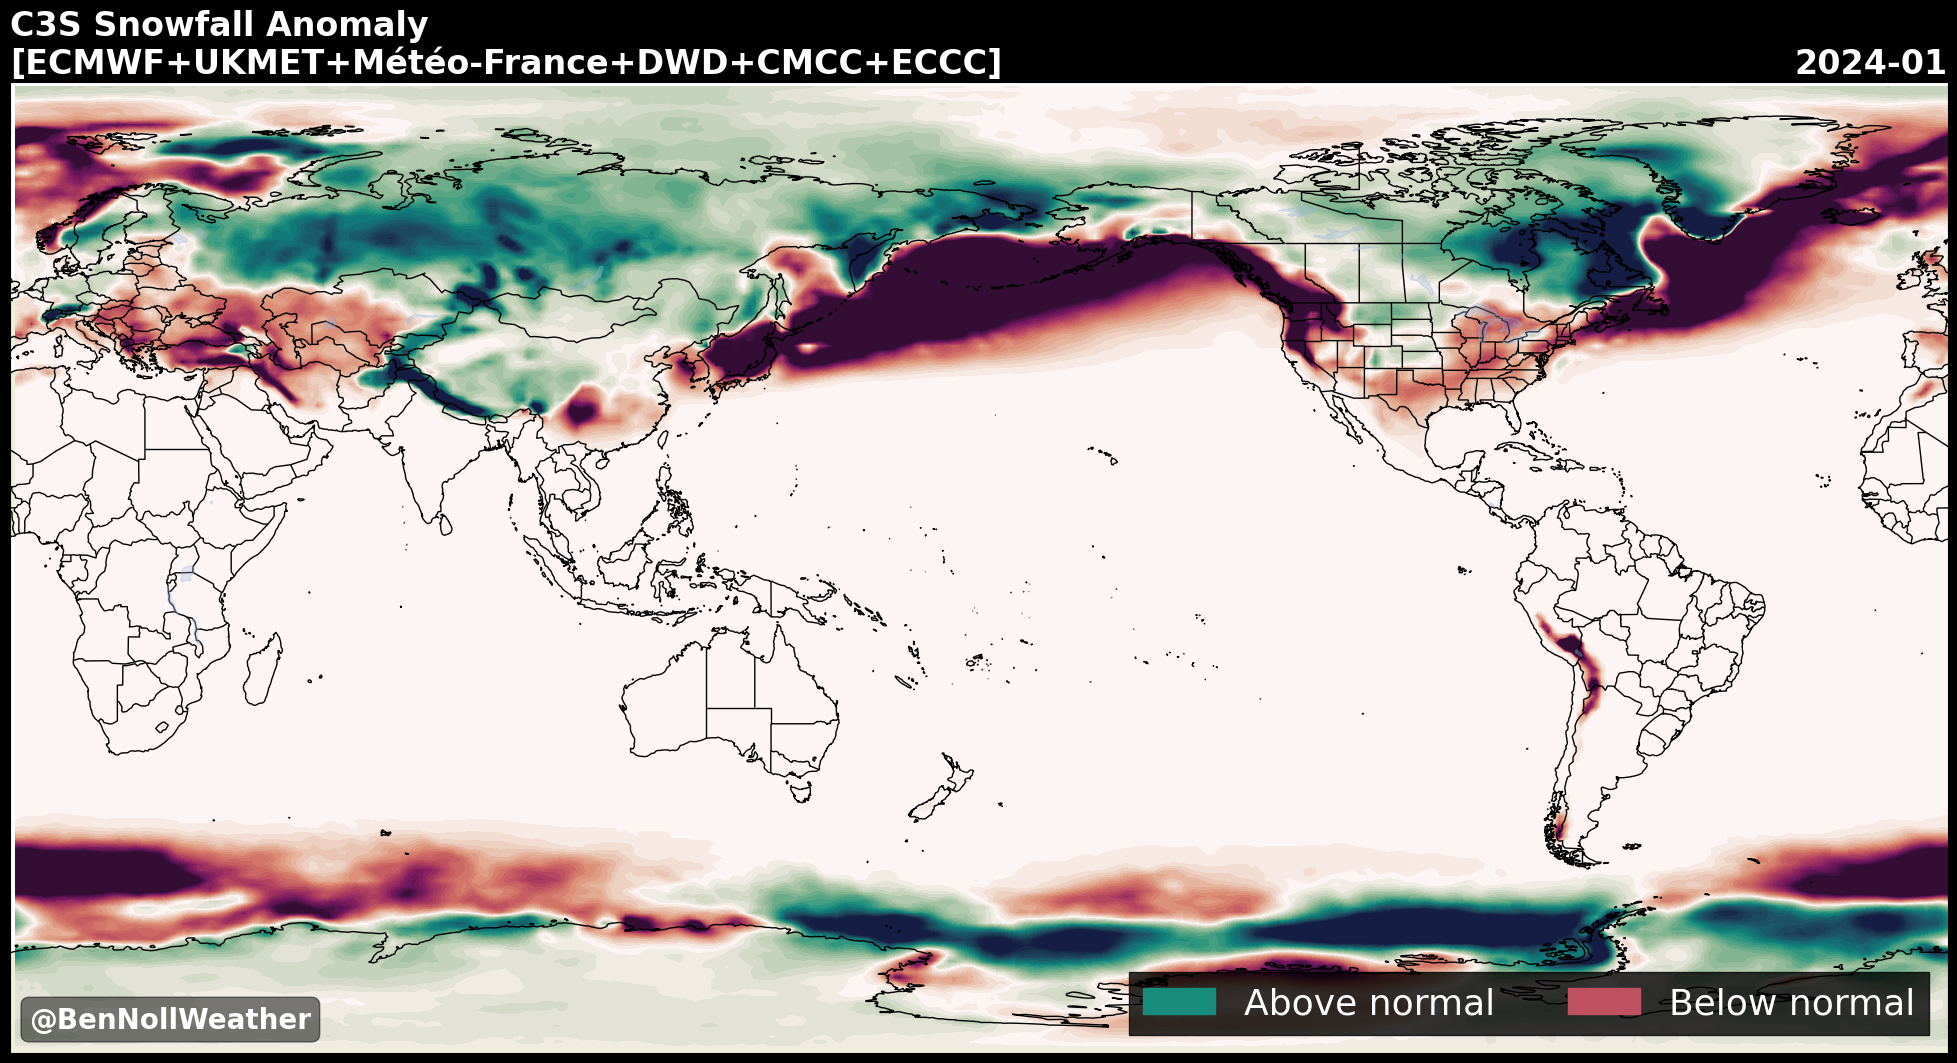 C3S Snowfall Anomaly
[ECMWF+UKMET+Météo-France+DWD+CMCC+ECCC]
2024-01
Above normal
Below normal
@BenNollWeather